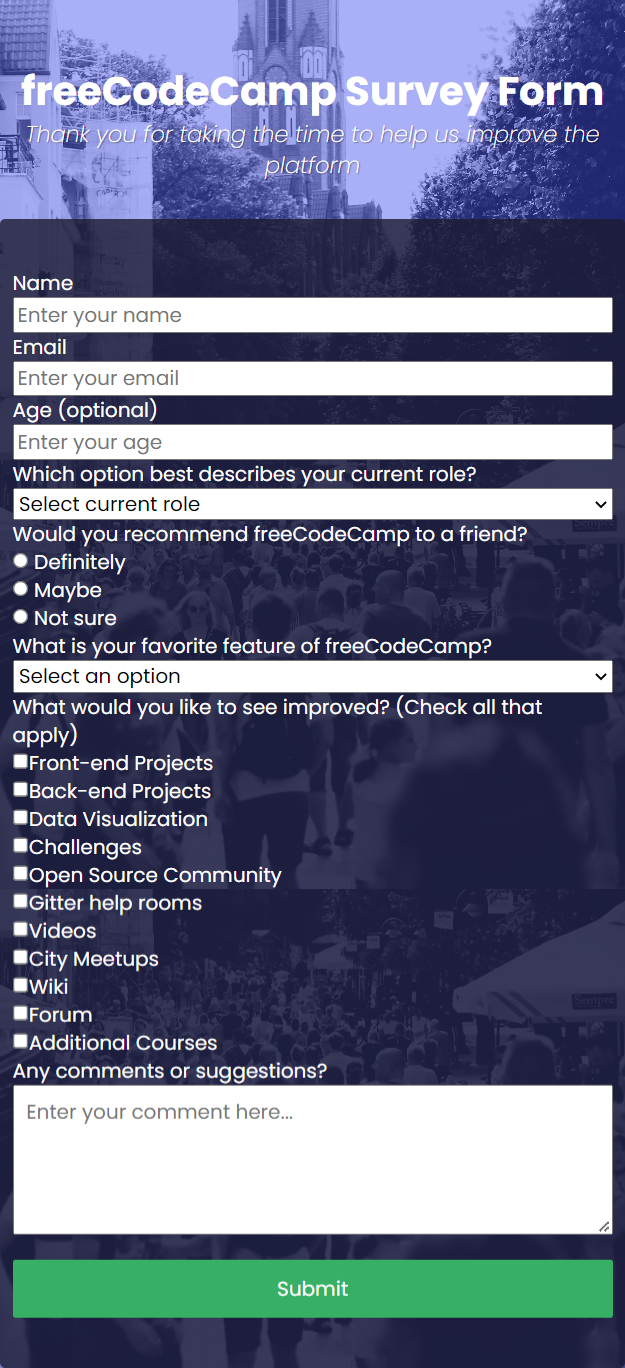 freeCodeCamp Survey Form
Thank you for taking the time to help us improve the
platform
Name
Enter your name
Email
Enter your email
Age (optional)
Enter your age
Which option best describes your current role?
Select current role
Would you recommend freeCodeCamp to a friend?
Definitely
Maybe
Not sure
What is your favorite feature of freeCodeCamp?
Select an option
What would you like to see improved? (Check all that
apply)
Front-end Projects
Back-end Projects
Data Visualization
Challenges
Open Source Community
Gitter help rooms
Videos
City Meetups
Wiki
Forum
Additional Courses
Sempre
Any comments or suggestions?
Enter your comment here...
Submit